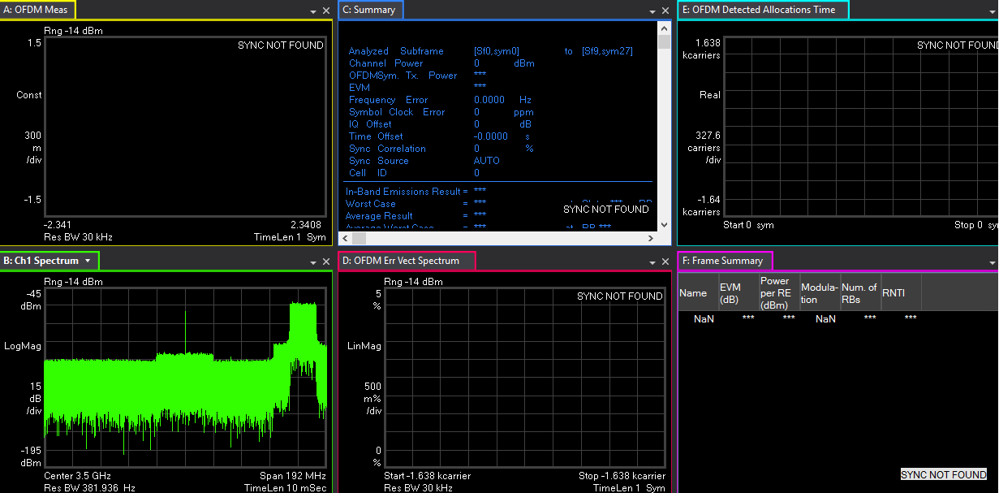 A: OFDM Meas
Rng -14 dBm
1.5
SYNC NOT FOUND
Const
300
m
/div
-1.5
-2.341
2.3408
Res BW 30 kHz
TimeLen 1 Sym
C: Summary
Analyzed Subframe [Sf0,sym0] to [Sf9,sym27]
Channel Power 0 dBm
OFDMSym. Tx. Power ***
EVM ***
Frequency Error 0.0000 Hz
Symbol Clock Error 0 ppm
IQ Offset 0 dB
Time Offset -0.0000 s
Sync Correlation 0 %
Sync Source AUTO
Cell ID 0
In-Band Emissions Result = ***
Worst Case = ***
SYNC NOT FOUND
Average Result = ***
Average Worst Case = *** at RB ***
E: OFDM Detected Allocations Time
1.638
kcarriers
SYNC NOT FOUN
Real
327.6
carriers
/div
-1.64
kcarriers
Start 0 sym
Stop 0 sy
B: Ch1 Spectrum
Rng -14 dBm
-45
dBm
LogMag
15
dB
/div
-195
dBm
Center 3.5 GHz
Span 192 MHz
Res BW 381.936 Hz
TimeLen 10 mSec
D: OFDM Err Vect Spectrum
Rng -14 dBm
5
%
SYNC NOT FOUND
LinMag
500
m%
/div
0
%
Start -1.638 kcarrier
Stop -1.638 kcarrier
Res BW 30 kHz
TimeLen 1 Sym
F: Frame Summary
Name EVM (dB) Power per RE (dBm) Modula-tion Num. of RBs RNTI
NaN *** *** NaN *** ***
SYNC NOT FOUND